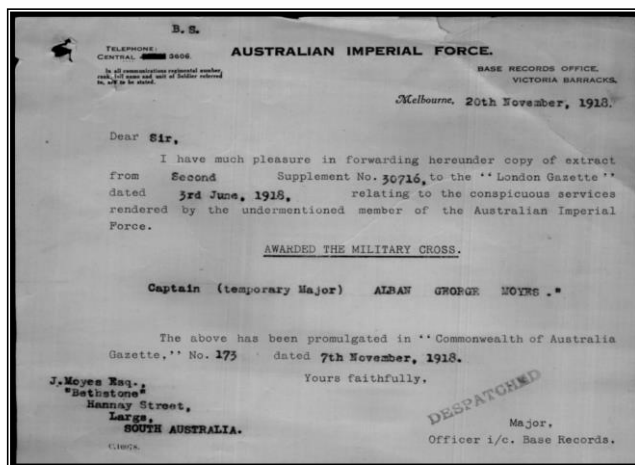 B. S.
TELEPHONE:
CENTRAL 3606.
AUSTRALIAN IMPERIAL FORCE.
In all communications regimental number,
rank, full name and unit of Soldier referred
to, are to be stated.
BASE RECORDS OFFICE,
VICTORIA BARRACKS,
Melbourne, 20th November, 1918.
Dear Sir,
I have much pleasure in forwarding hereunder copy of extract
from Second Supplement No. 30716, to the ‘‘ London Gazette ’’
dated 3rd June, 1918, relating to the conspicuous services
rendered by the undermentioned member of the Australian Imperial
Force.
AWARDED THE MILITARY CROSS.
Captain (temporary Major) ALBAN GEORGE MOYES ."
The above has been promulgated in ‘‘ Commonwealth of Australia
Gazette,’’ No. 173 dated 7th November, 1918.
Yours faithfully,
J. Moyes Esq.,
"Bethstone"
Hannay Street,
Largs,
SOUTH AUSTRALIA.
DESPATCHED
Major,
Officer i/c. Base Records.